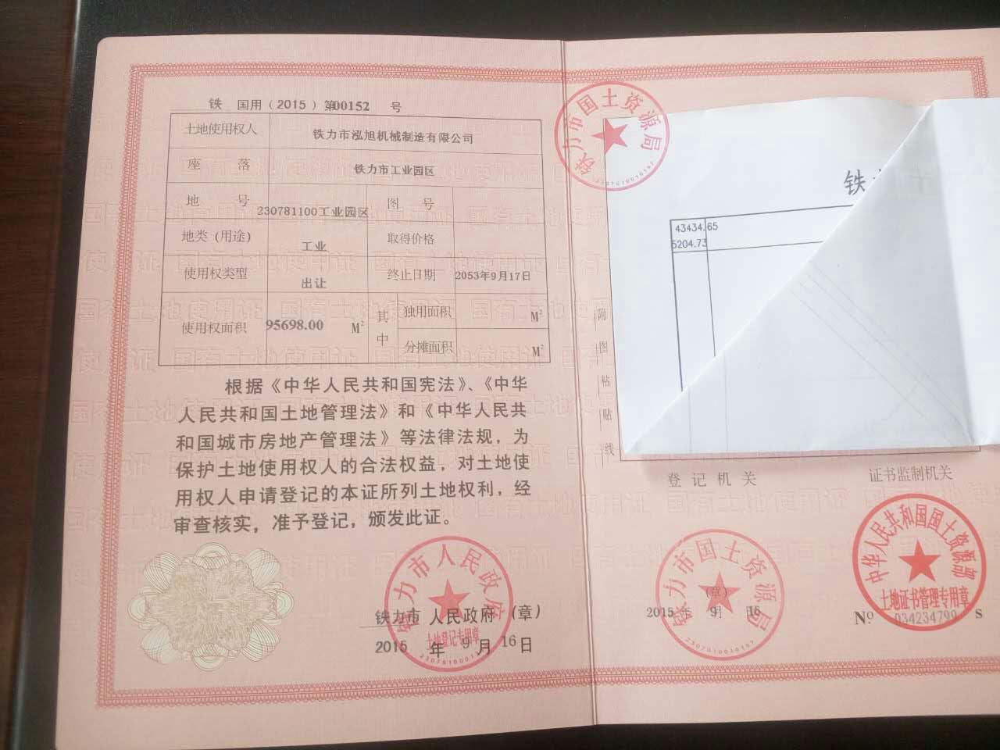 铁 国用（2015）第00152 号
土地使用权人 铁力市泓旭机械制造有限公司
座 落 铁力市工业园区
地 号 230781100工业园区 图 号
地类（用途） 工业 取得价格
使用权类型 出让 终止日期 2053年9月17日
使用权面积 95698.00 M² 其中 独用面积 M²
分摊面积 M²
根据《中华人民共和国宪法》、《中华
人民共和国土地管理法》和《中华人民共
和国城市房地产管理法》等法律法规，为
保护土地使用权人的合法权益，对土地使
用权人申请登记的本证所列土地权利，经
审查核实，准予登记，颁发此证。
铁力市人民政府
土地登记专用章
铁力市 人民政府（章）
2015 年 9 月 16 日
铁力市国土资源局
2307810010167
铁
43434.65
5204.73
附图粘贴线
登记机关
证书监制机关
铁力市国土资源局
（章）
2015 年 9 月 16
2307810010167
中华人民共和国国土资源部
土地证书管理专用章
Nº 034234799 S